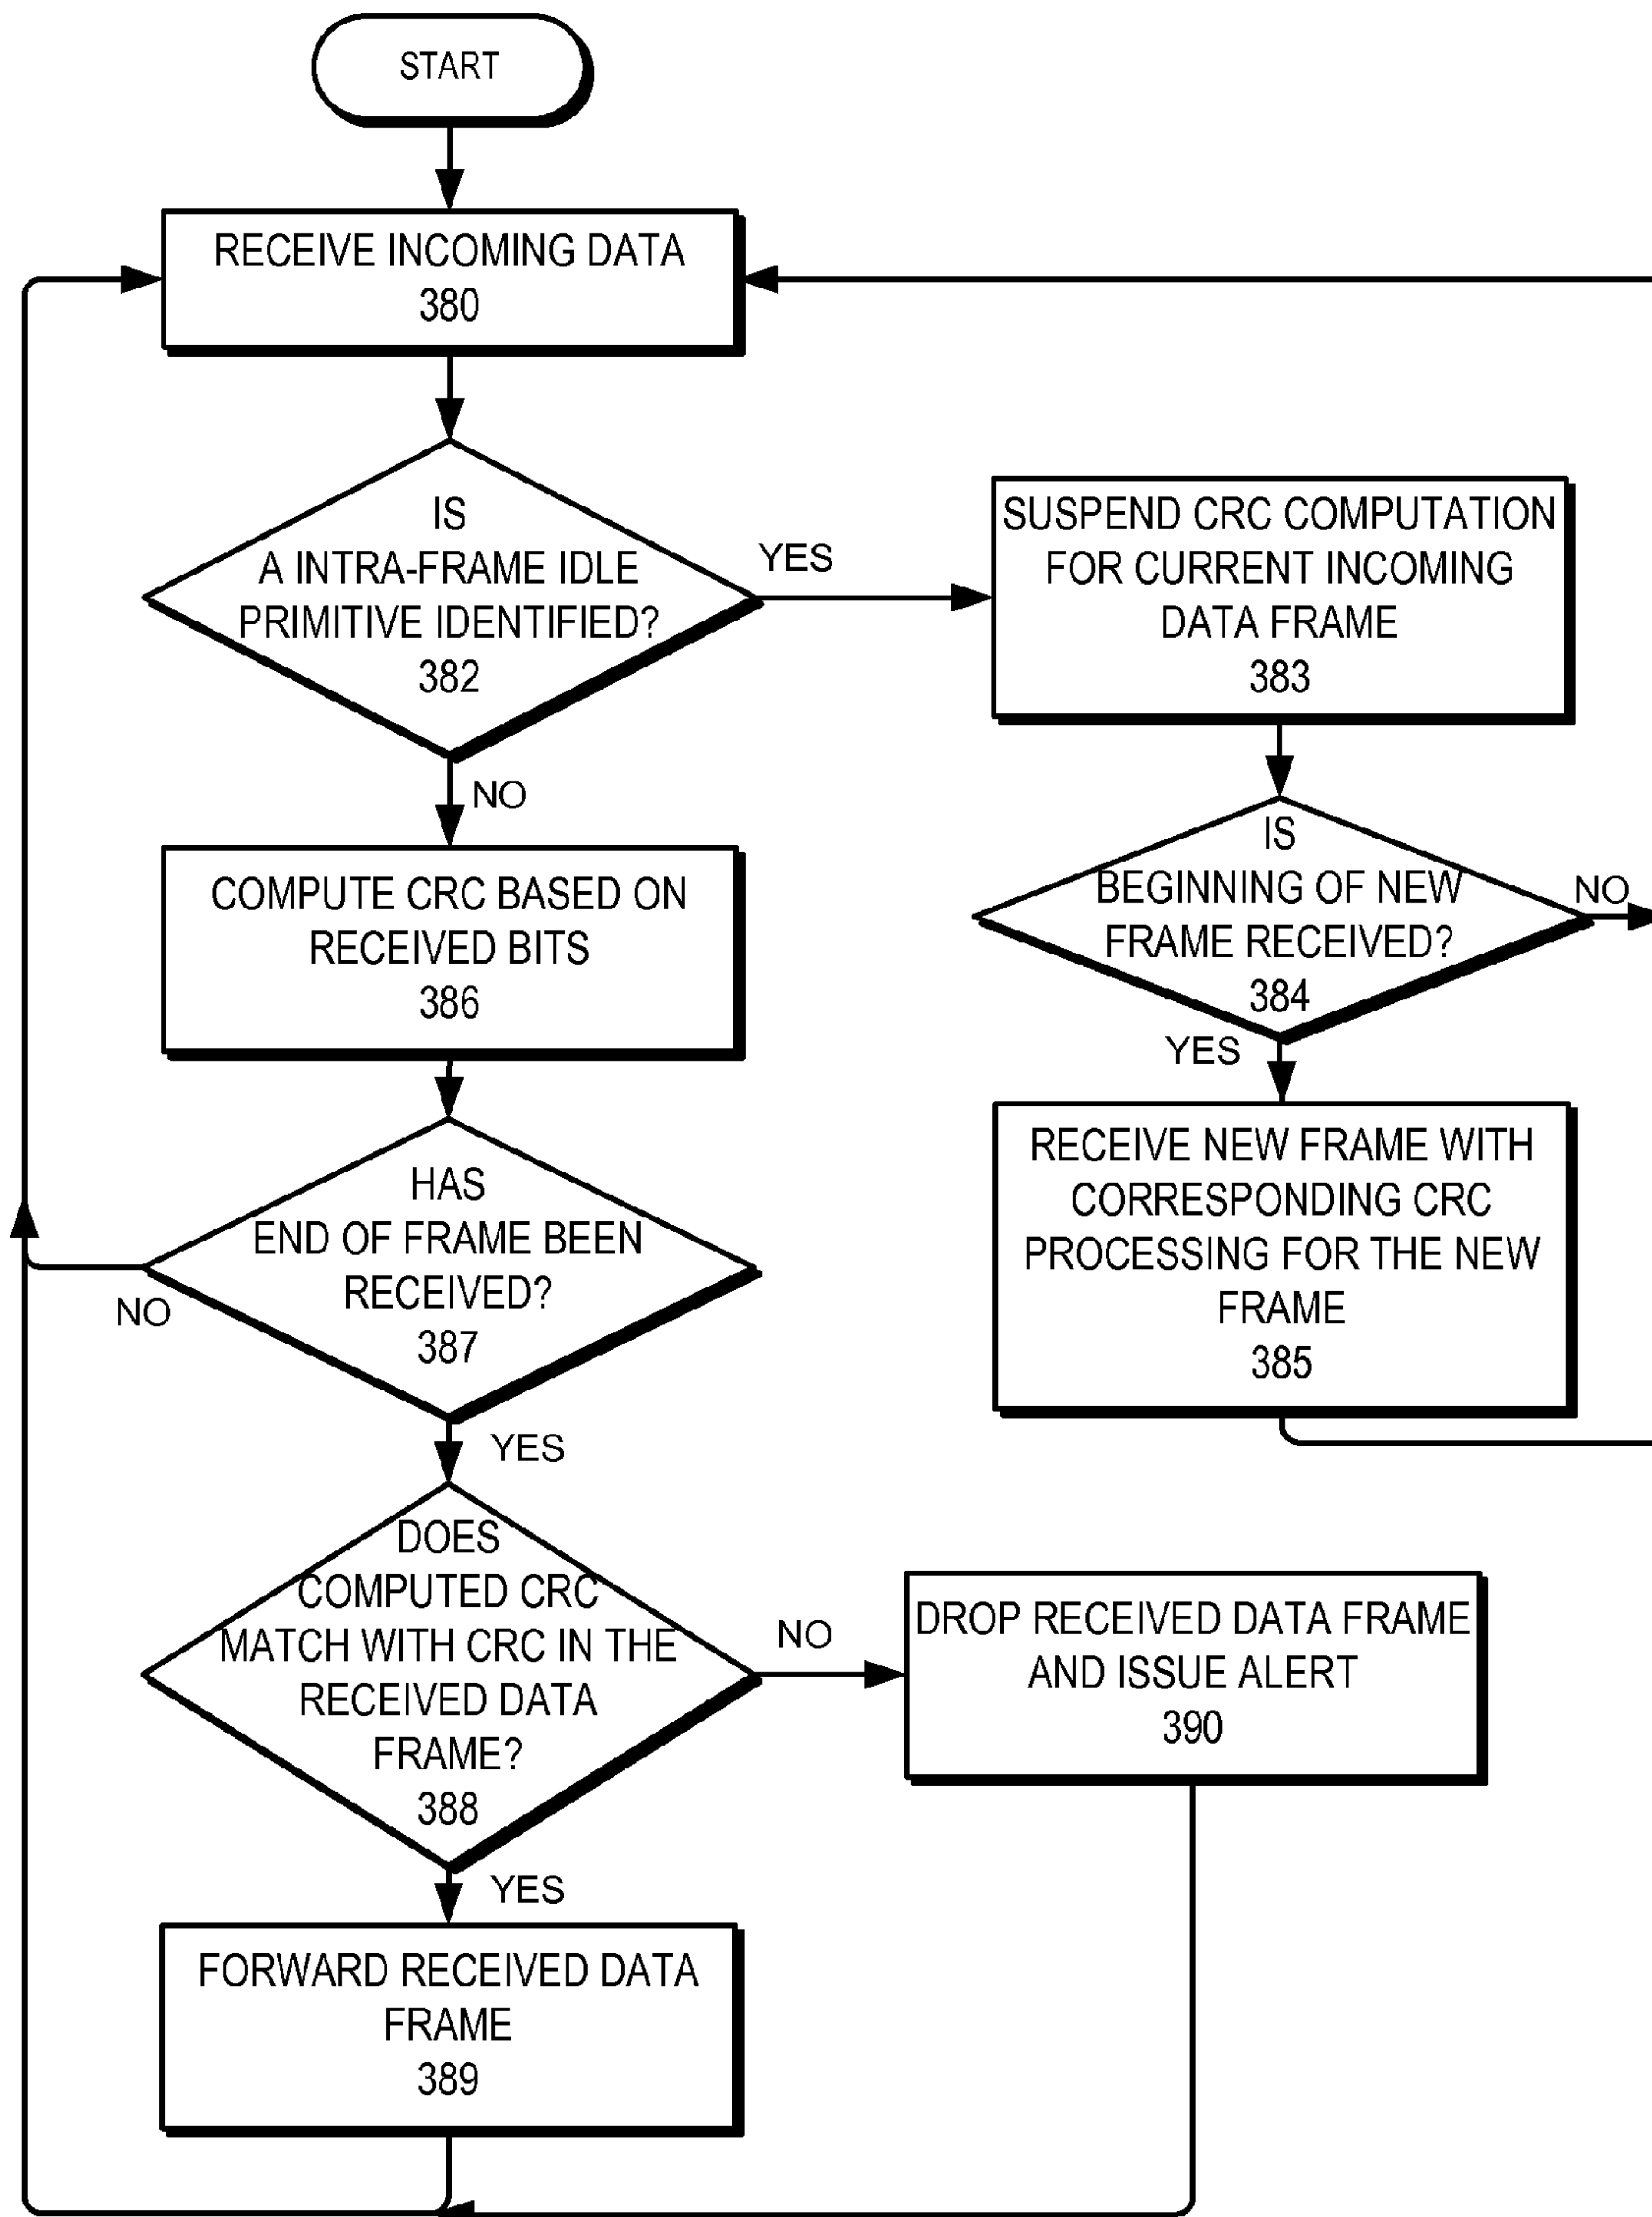 START
RECEIVE INCOMING DATA
380
IS
A INTRA-FRAME IDLE
PRIMITIVE IDENTIFIED?
382
YES
NO
SUSPEND CRC COMPUTATION
FOR CURRENT INCOMING
DATA FRAME
383
IS
BEGINNING OF NEW
FRAME RECEIVED?
384
NO
YES
RECEIVE NEW FRAME WITH
CORRESPONDING CRC
PROCESSING FOR THE NEW
FRAME
385
COMPUTE CRC BASED ON
RECEIVED BITS
386
HAS
END OF FRAME BEEN
RECEIVED?
387
NO
YES
DOES
COMPUTED CRC
MATCH WITH CRC IN THE
RECEIVED DATA
FRAME?
388
NO
YES
DROP RECEIVED DATA FRAME
AND ISSUE ALERT
390
FORWARD RECEIVED DATA
FRAME
389